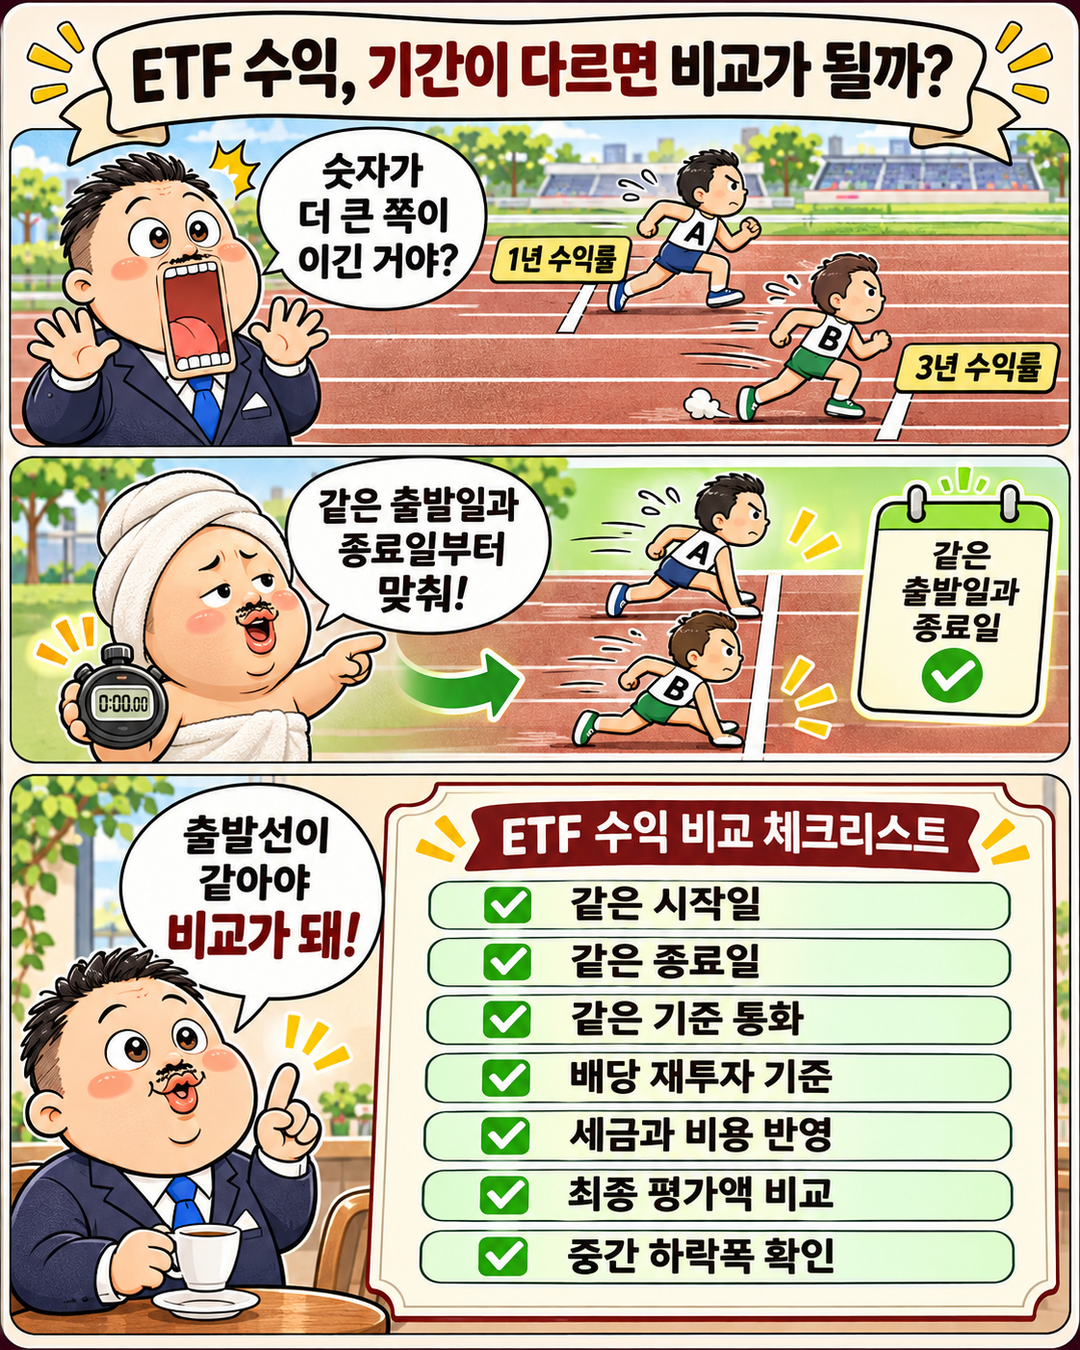 ETF 수익, 기간이 다르면 비교가 될까?
숫자가
더 큰 쪽이
이긴 거야?
1년 수익률
A
B
3년 수익률
같은 출발일과
종료일부터
맞춰!
0:00.00
A
B
같은
출발일과
종료일
출발선이
같아야
비교가 돼!
ETF 수익 비교 체크리스트
같은 시작일
같은 종료일
같은 기준 통화
배당 재투자 기준
세금과 비용 반영
최종 평가액 비교
중간 하락폭 확인